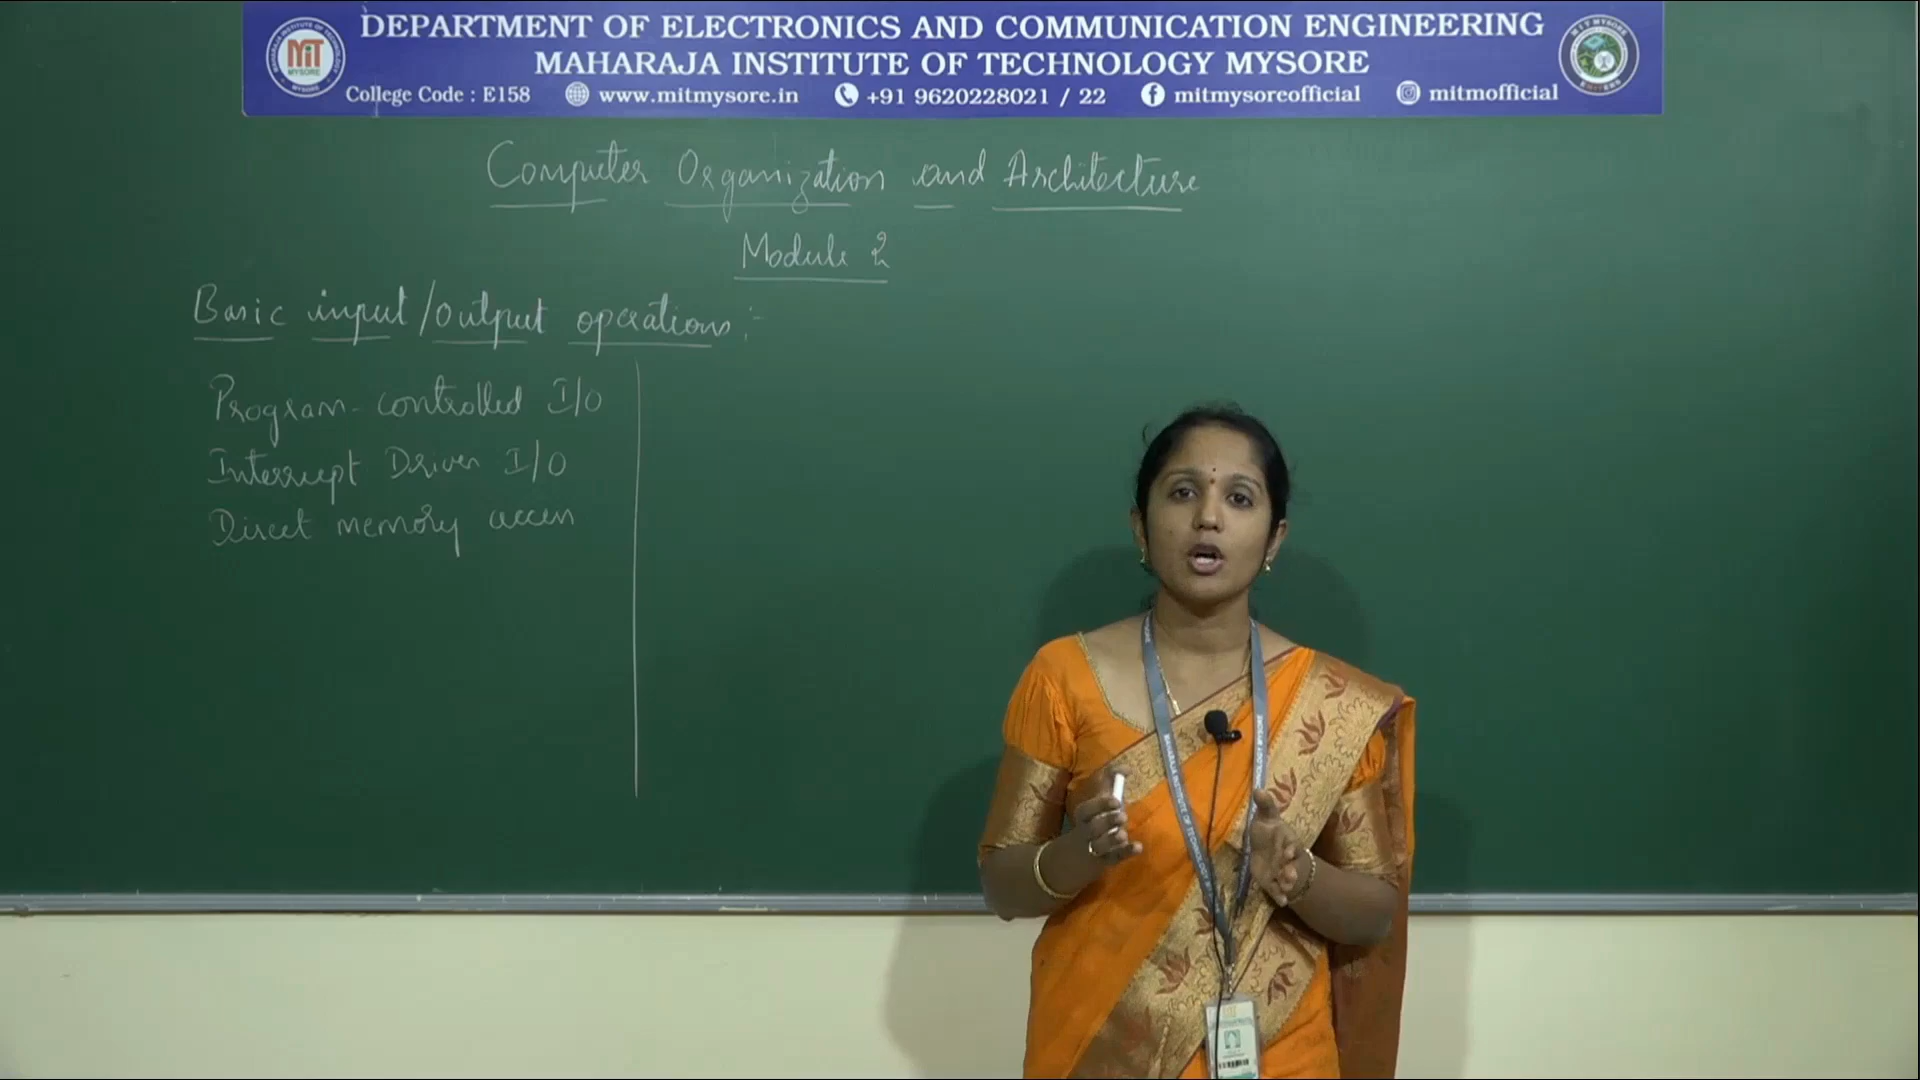 DEPARTMENT OF ELECTRONICS AND COMMUNICATION ENGINEERING
MAHARAJA INSTITUTE OF TECHNOLOGY MYSORE
College Code : E158 www.mitmysore.in +91 9620228021 / 22 mitmysoreofficial mitmofficial
MIT
MYSORE
Computer Organization and Architecture
Module 2
Basic input/output operations :-
Program-controlled I/O
Interrupt Driven I/O
Direct memory access